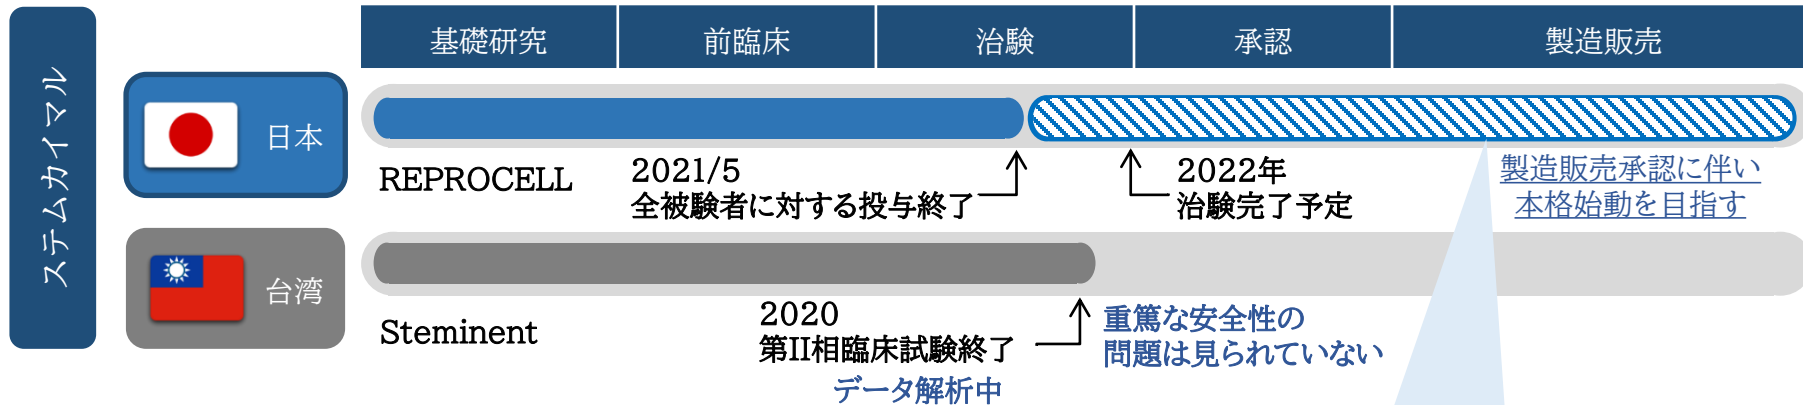 ステムカイマル
基礎研究
前臨床
治験
承認
製造販売
日本
REPROCELL
2021/5
全被験者に対する投与終了
2022年
治験完了予定
製造販売承認に伴い
本格始動を目指す
台湾
Steminent
2020
第II相臨床試験終了
データ解析中
重篤な安全性の
問題は見られていない